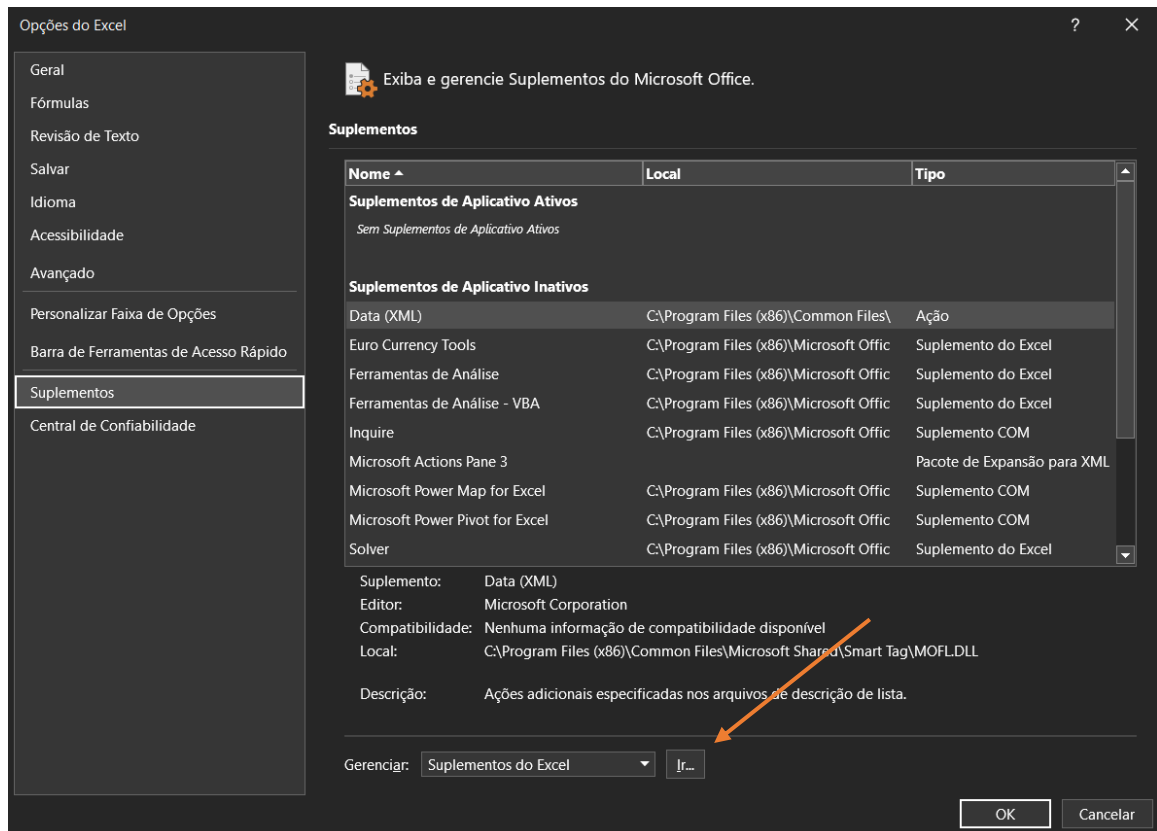 Opções do Excel
?
Geral
Fórmulas
Revisão de Texto
Salvar
Idioma
Acessibilidade
Avançado
Personalizar Faixa de Opções
Barra de Ferramentas de Acesso Rápido
Suplementos
Central de Confiabilidade
Exiba e gerencie Suplementos do Microsoft Office.
Suplementos
Nome Local Tipo
Suplementos de Aplicativo Ativos
Sem Suplementos de Aplicativo Ativos
Suplementos de Aplicativo Inativos
Data (XML) C:\Program Files (x86)\Common Files\ Ação
Euro Currency Tools C:\Program Files (x86)\Microsoft Offic Suplemento do Excel
Ferramentas de Análise C:\Program Files (x86)\Microsoft Offic Suplemento do Excel
Ferramentas de Análise - VBA C:\Program Files (x86)\Microsoft Offic Suplemento do Excel
Inquire C:\Program Files (x86)\Microsoft Offic Suplemento COM
Microsoft Actions Pane 3 Pacote de Expansão para XML
Microsoft Power Map for Excel C:\Program Files (x86)\Microsoft Offic Suplemento COM
Microsoft Power Pivot for Excel C:\Program Files (x86)\Microsoft Offic Suplemento COM
Solver C:\Program Files (x86)\Microsoft Offic Suplemento do Excel
Suplemento: Data (XML)
Editor: Microsoft Corporation
Compatibilidade: Nenhuma informação de compatibilidade disponível
Local: C:\Program Files (x86)\Common Files\Microsoft Shared\Smart Tag\MOFL.DLL
Descrição: Ações adicionais especificadas nos arquivos de descrição de lista.
Gerenciar: Suplementos do Excel Ir...
OK Cancelar